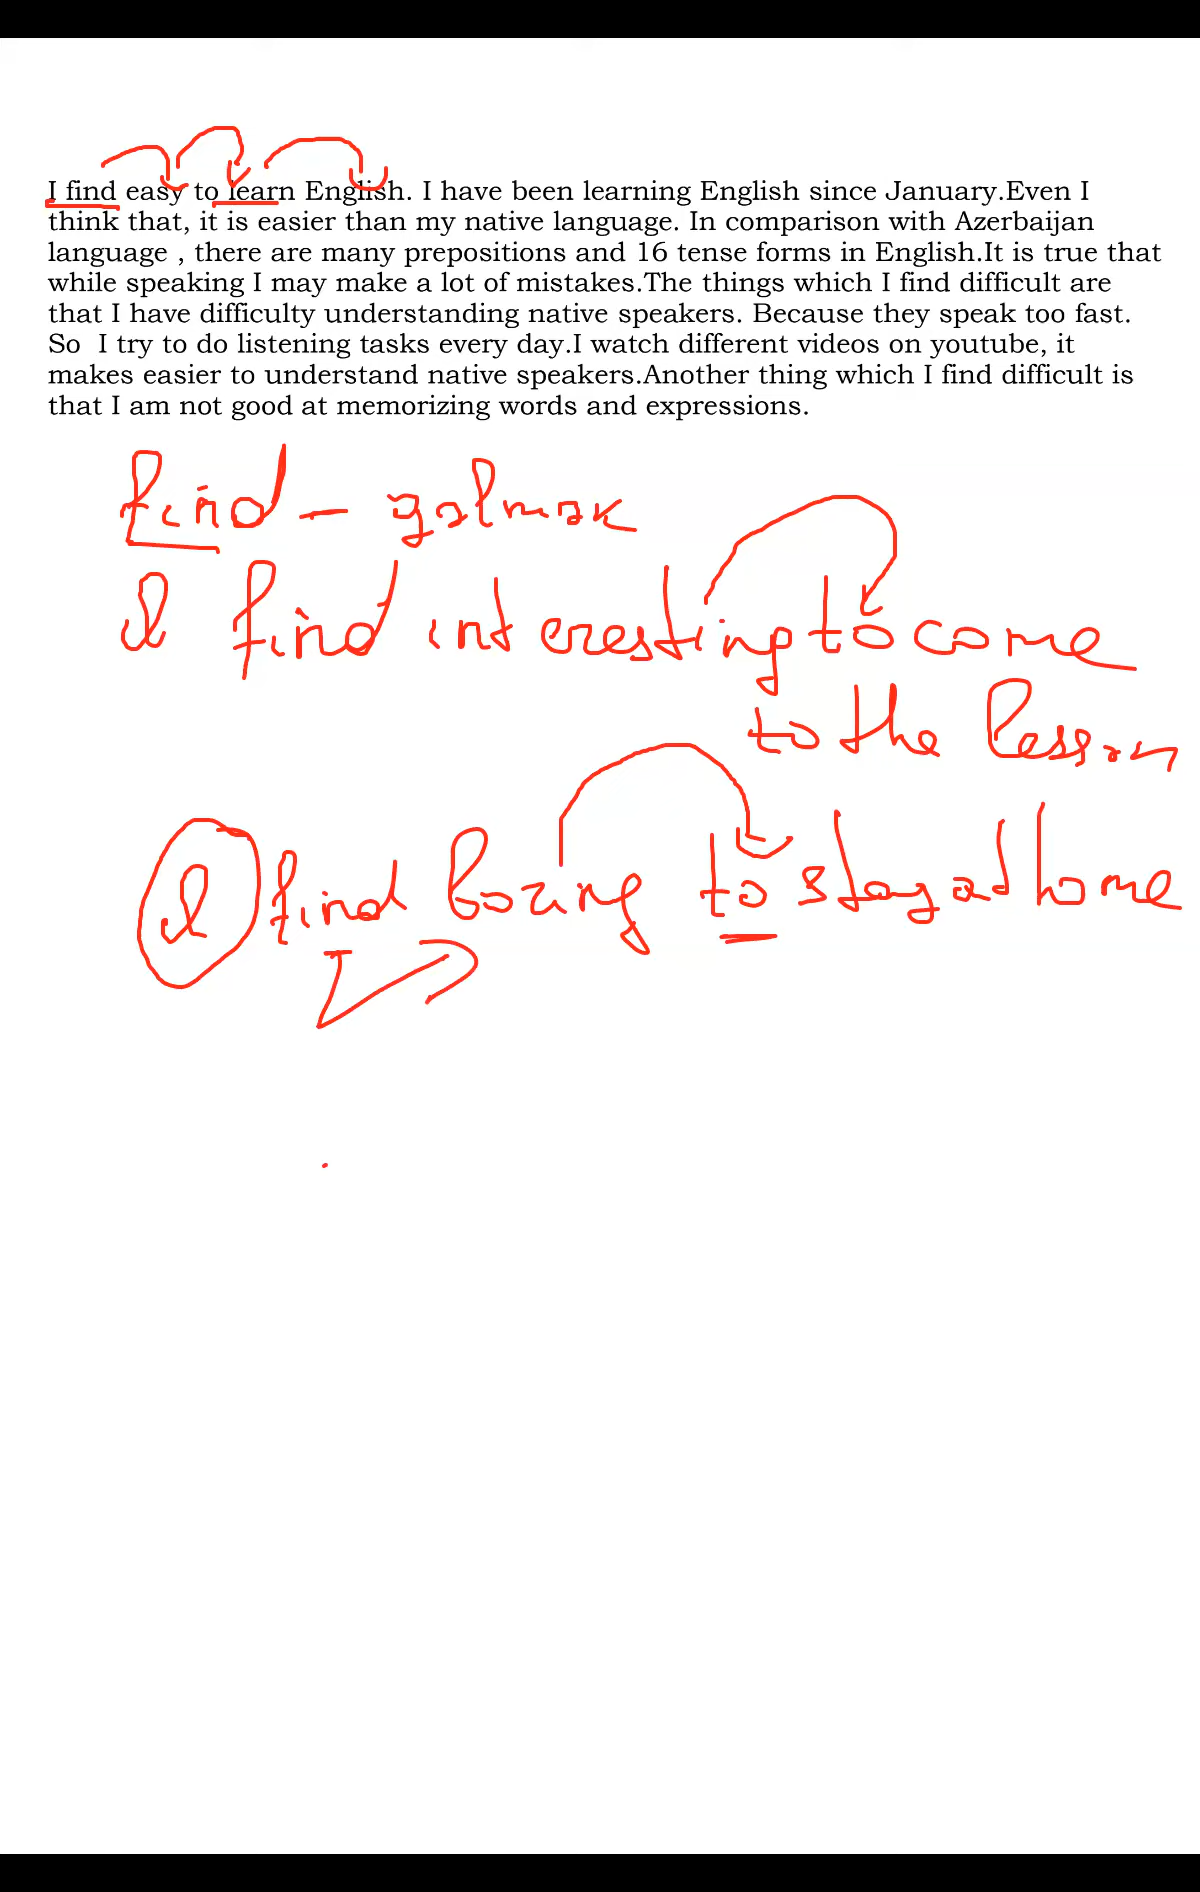 I find easy to learn English. I have been learning English since January.Even I
think that, it is easier than my native language. In comparison with Azerbaijan
language , there are many prepositions and 16 tense forms in English.It is true that
while speaking I may make a lot of mistakes.The things which I find difficult are
that I have difficulty understanding native speakers. Because they speak too fast.
So  I try to do listening tasks every day.I watch different videos on youtube, it
makes easier to understand native speakers.Another thing which I find difficult is
that I am not good at memorizing words and expressions.
find -
I find interesting to come
to the lesson
I find boring to stay at home